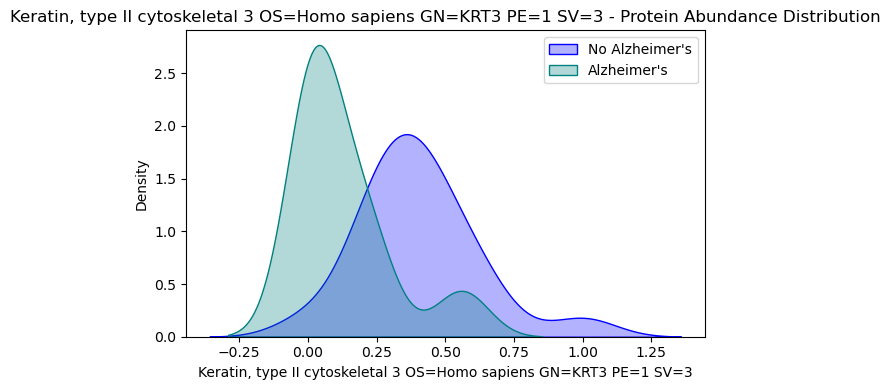 Keratin, type II cytoskeletal 3 OS=Homo sapiens GN=KRT3 PE=1 SV=3 - Protein Abundance Distribution
No Alzheimer's
Alzheimer's
Density
2.5
2.0
1.5
1.0
0.5
0.0
−0.25 0.00 0.25 0.50 0.75 1.00 1.25
Keratin, type II cytoskeletal 3 OS=Homo sapiens GN=KRT3 PE=1 SV=3